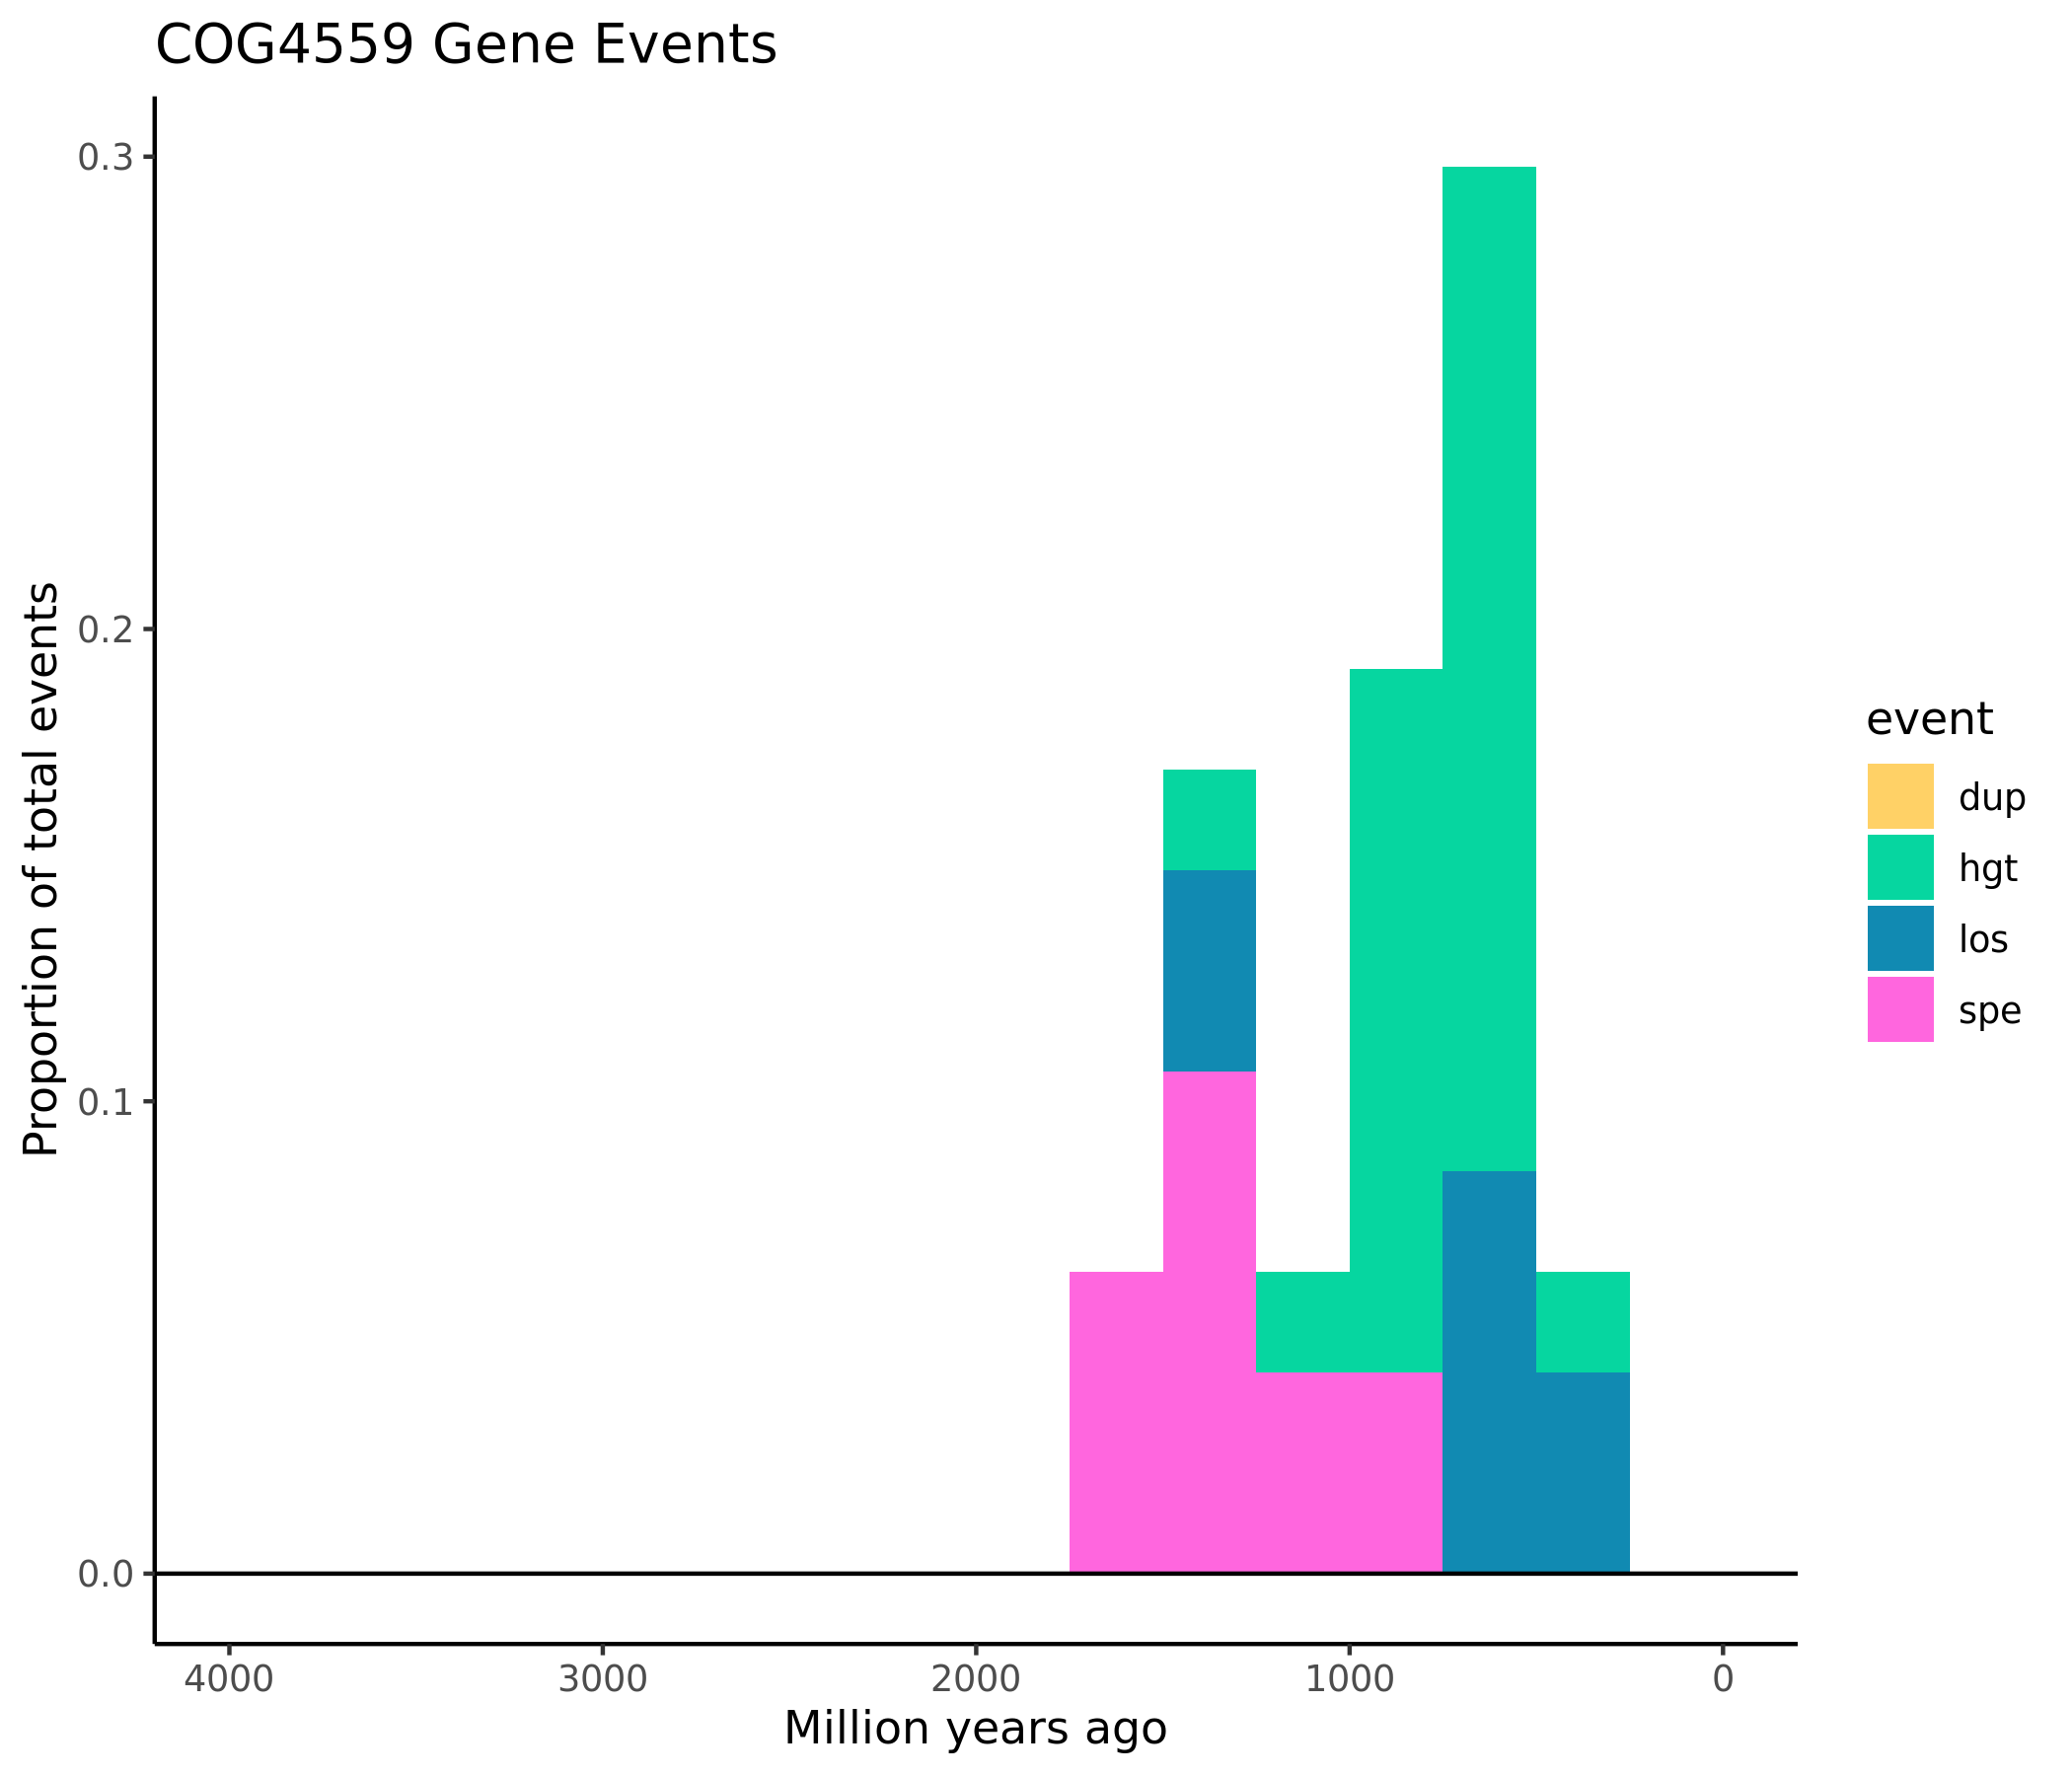 COG4559 Gene Events
0.3
0.2
0.1
0.0
Proportion of total events
4000 3000 2000 1000 0
Million years ago
event
dup
hgt
los
spe